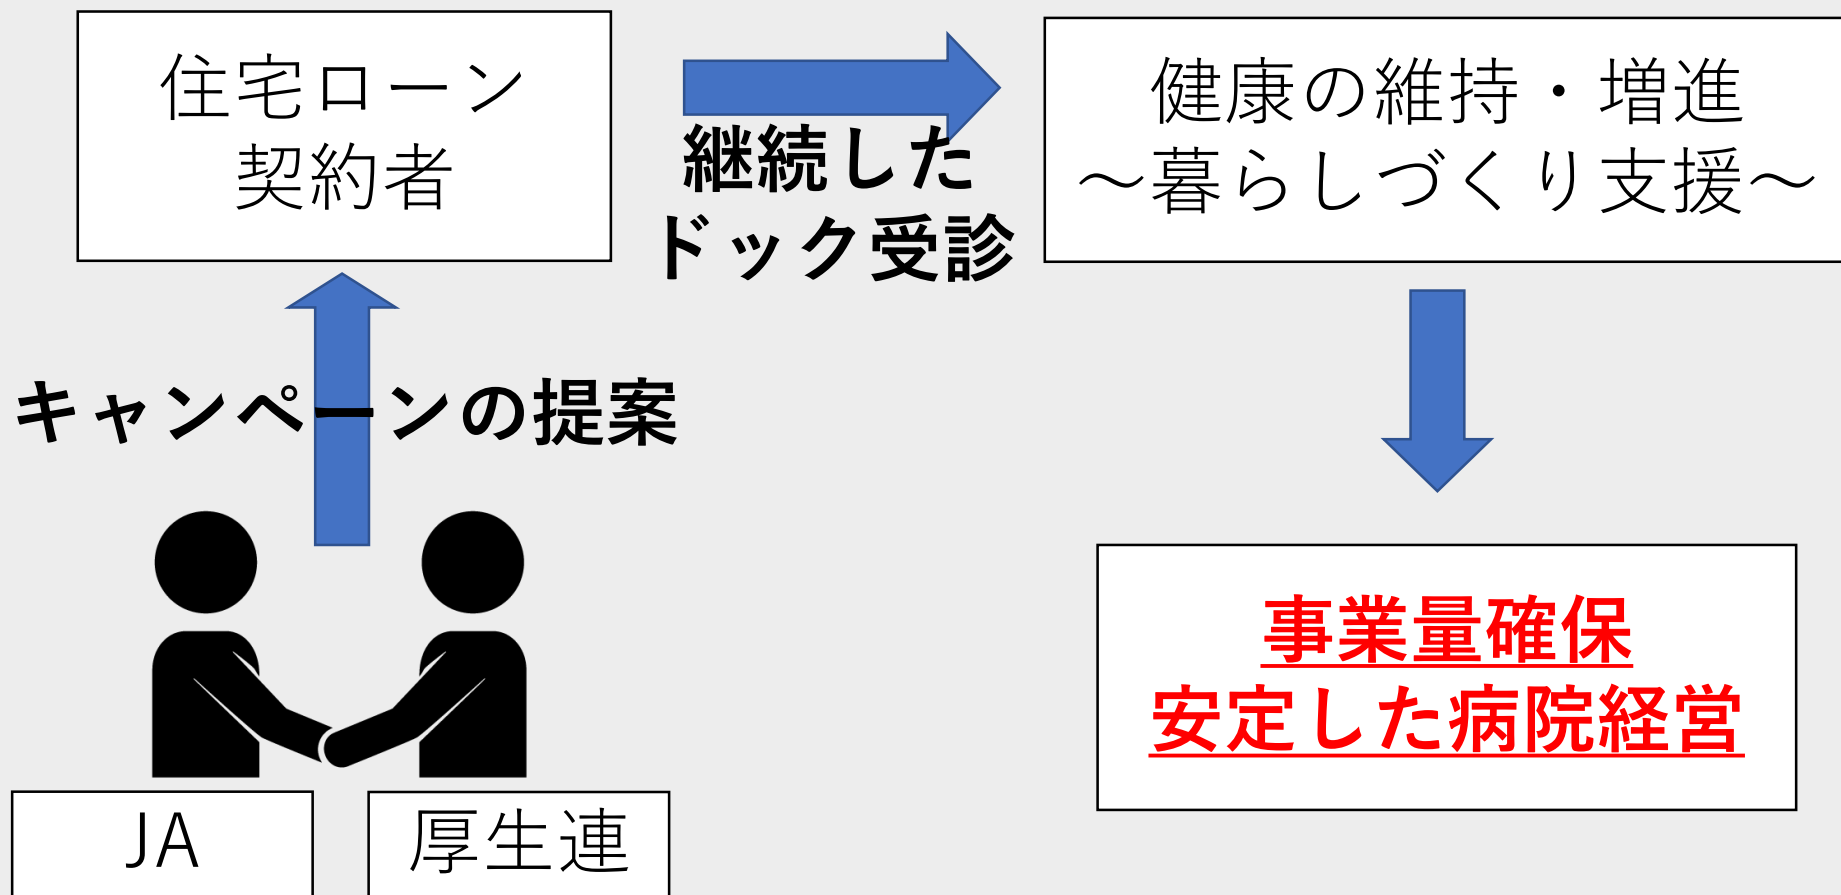 住宅ローン
契約者
継続した
ドック受診
健康の維持・増進
～暮らしづくり支援～
キャンペーンの提案
事業量確保
安定した病院経営
JA
厚生連